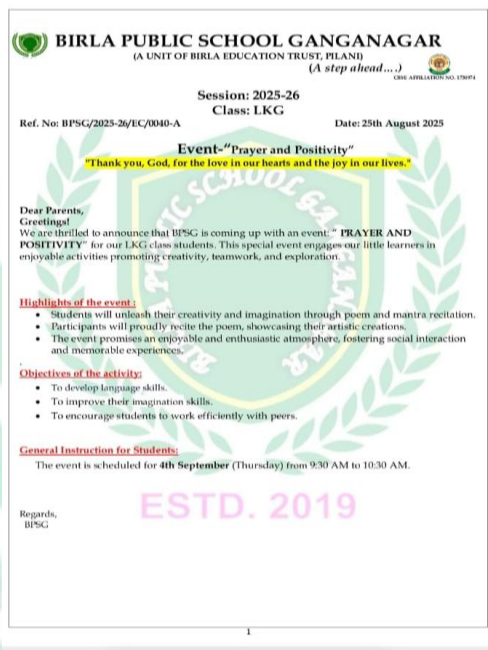 BIRLA PUBLIC SCHOOL GANGANAGAR
(A UNIT OF BIRLA EDUCATION TRUST, PILANI)
(A step ahead....)
CBSE AFFILIATION NO. 1730974
Session: 2025-26
Class: LKG
Ref. No: BPSG/2025-26/EC/0040-A Date: 25th August 2025
Event-"Prayer and Positivity"
"Thank you, God, for the love in our hearts and the joy in our lives."
Dear Parents,
Greetings!
We are thrilled to announce that BPSG is coming up with an event: " PRAYER AND
POSITIVITY" for our LKG class students. This special event engages our little learners in
enjoyable activities promoting creativity, teamwork, and exploration.
Highlights of the event :
• Students will unleash their creativity and imagination through poem and mantra recitation.
• Participants will proudly recite the poem, showcasing their artistic creations.
• The event promises an enjoyable and enthusiastic atmosphere, fostering social interaction
and memorable experiences.
.
Objectives of the activity:
• To develop language skills.
• To improve their imagination skills.
• To encourage students to work efficiently with peers.
General Instruction for Students:
The event is scheduled for 4th September (Thursday) from 9:30 AM to 10:30 AM.
Regards,
BPSG
BIRLA PUBLIC SCHOOL GANGANAGAR
ESTD. 2019
1